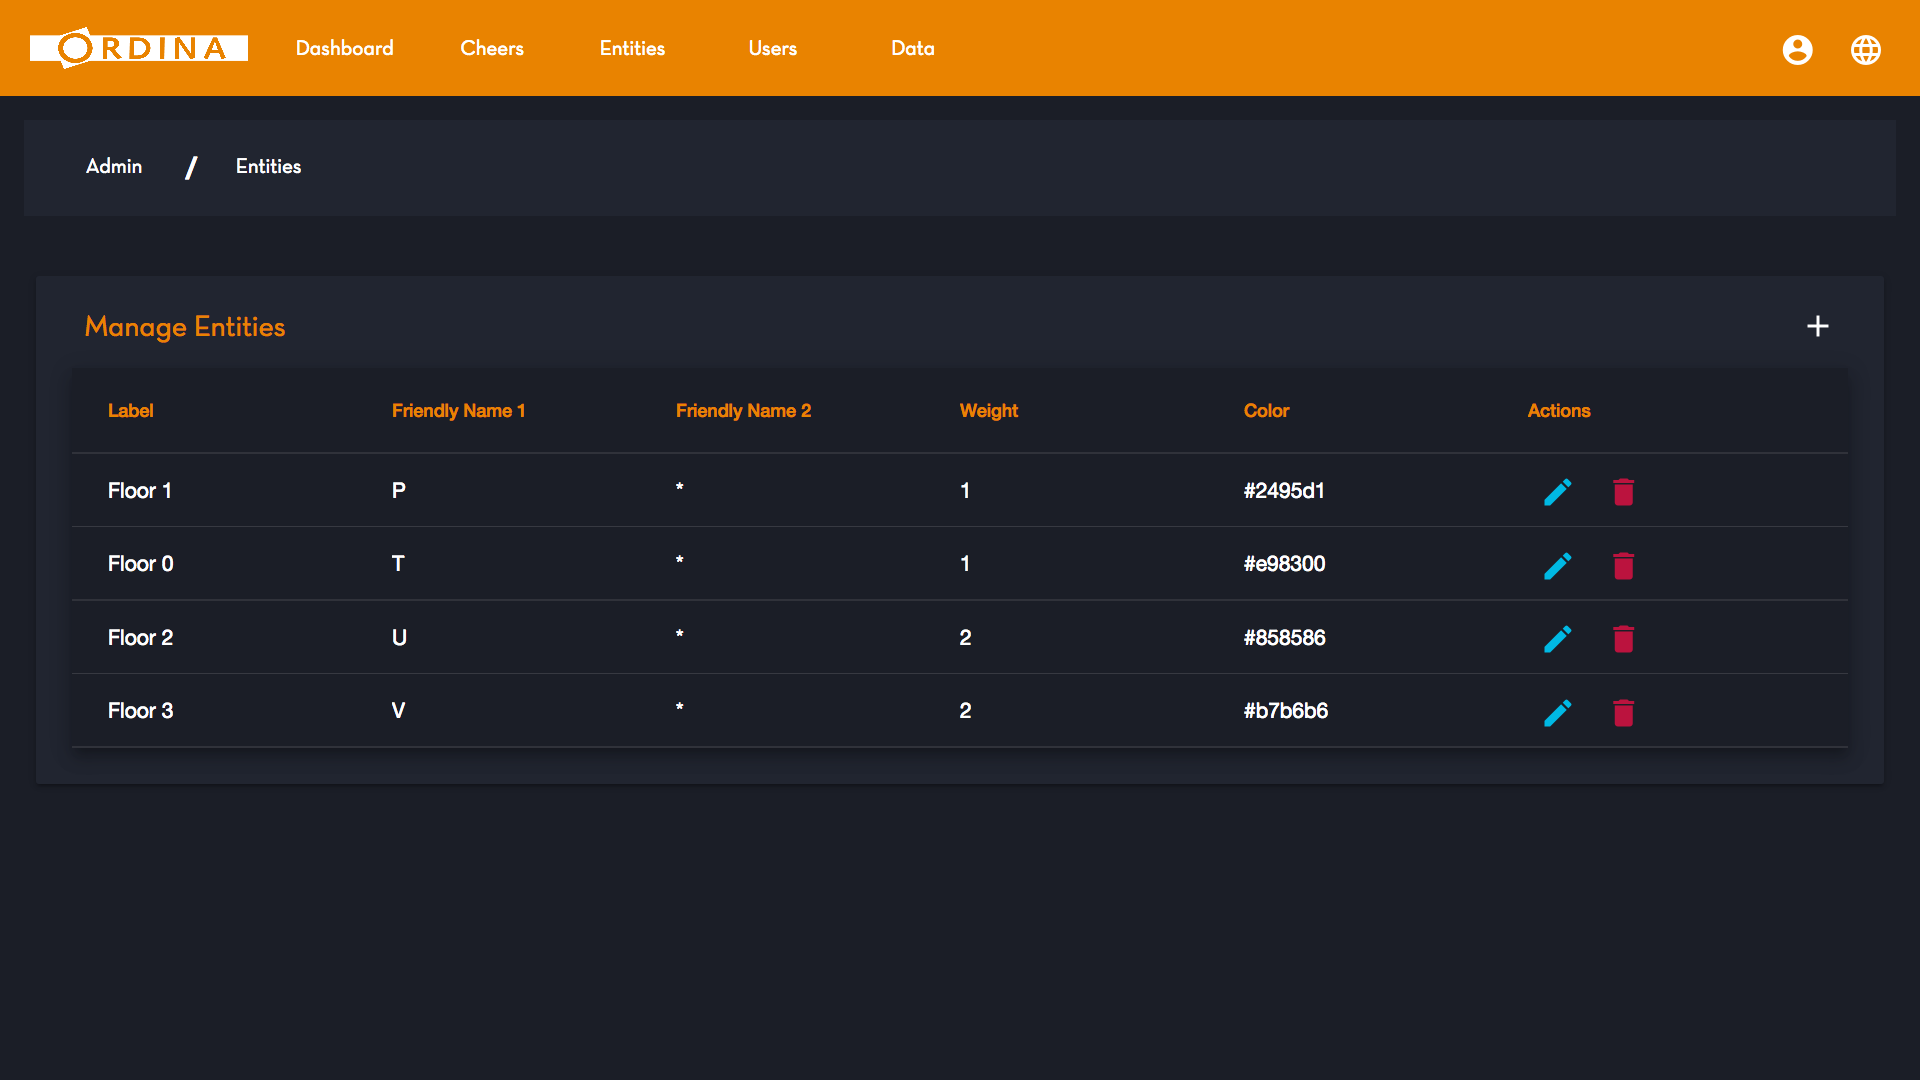 ORDINA Dashboard Cheers Entities Users Data
Admin / Entities
Manage Entities +
Label Friendly Name 1 Friendly Name 2 Weight Color Actions
Floor 1 P * 1 #2495d1
Floor 0 T * 1 #e98300
Floor 2 U * 2 #858586
Floor 3 V * 2 #b7b6b6